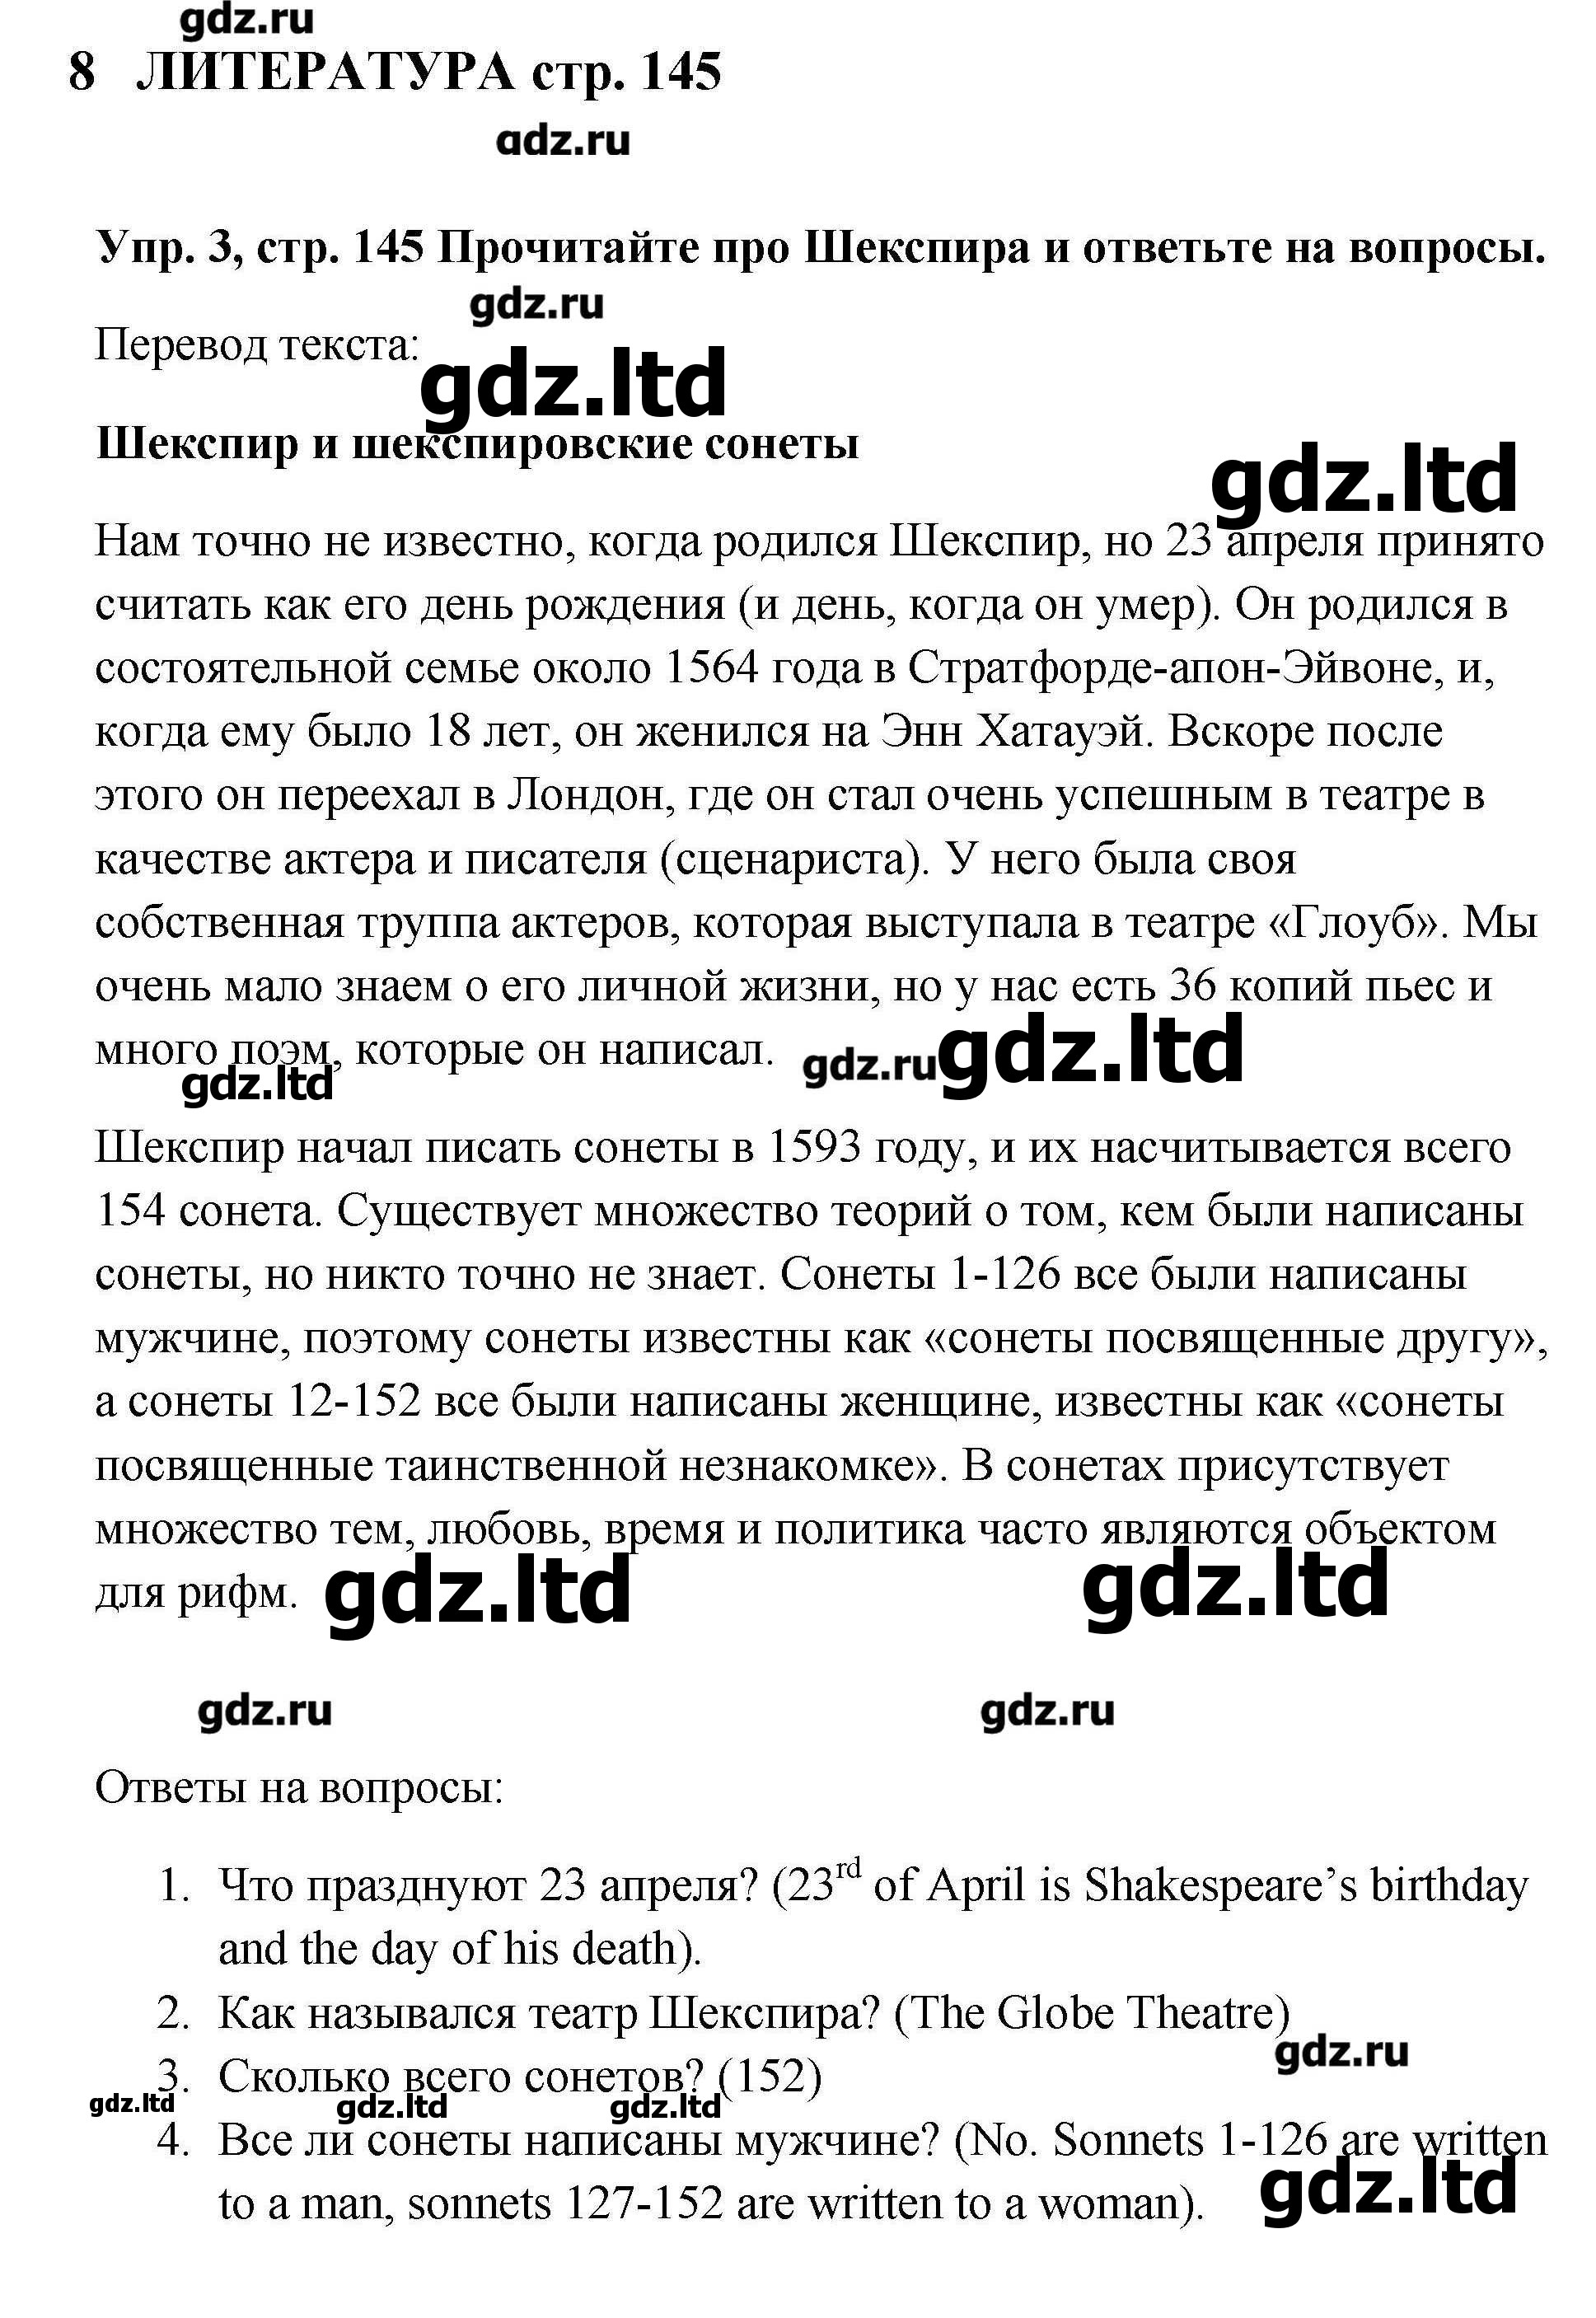 gdz.ru
8 ЛИТЕРАТУРА стр. 145
gdz.ru
Упр. 3, стр. 145 Прочитайте про Шекспира и ответьте на вопросы.
gdz.ru
Перевод текста:
gdz.ltd
Шекспир и шекспировские сонеты
gdz.ltd
Нам точно не известно, когда родился Шекспир, но 23 апреля принято
считать как его день рождения (и день, когда он умер). Он родился в
состоятельной семье около 1564 года в Стратфорде-апон-Эйвоне, и,
когда ему было 18 лет, он женился на Энн Хатауэй. Вскоре после
этого он переехал в Лондон, где он стал очень успешным в театре в
качестве актера и писателя (сценариста). У него была своя
собственная труппа актеров, которая выступала в театре «Глоуб». Мы
очень мало знаем о его личной жизни, но у нас есть 36 копий пьес и
много поэм, которые он написал.
gdz.ru gdz.ltd
gdz.ltd
Шекспир начал писать сонеты в 1593 году, и их насчитывается всего
154 сонета. Существует множество теорий о том, кем были написаны
сонеты, но никто точно не знает. Сонеты 1-126 все были написаны
мужчине, поэтому сонеты известны как «сонеты посвященные другу»,
а сонеты 12-152 все были написаны женщине, известны как «сонеты
посвященные таинственной незнакомке». В сонетах присутствует
множество тем, любовь, время и политика часто являются объектом
для рифм.
gdz.ltd gdz.ltd
gdz.ru gdz.ru
Ответы на вопросы:
1. Что празднуют 23 апреля? (23rd of April is Shakespeare’s birthday
and the day of his death).
2. Как назывался театр Шекспира? (The Globe Theatre)
gdz.ru
3. Сколько всего сонетов? (152)
gdz.ltd gdz.ltd gdz.ltd
4. Все ли сонеты написаны мужчине? (No. Sonnets 1-126 are written
to a man, sonnets 127-152 are written to a woman).
gdz.ltd